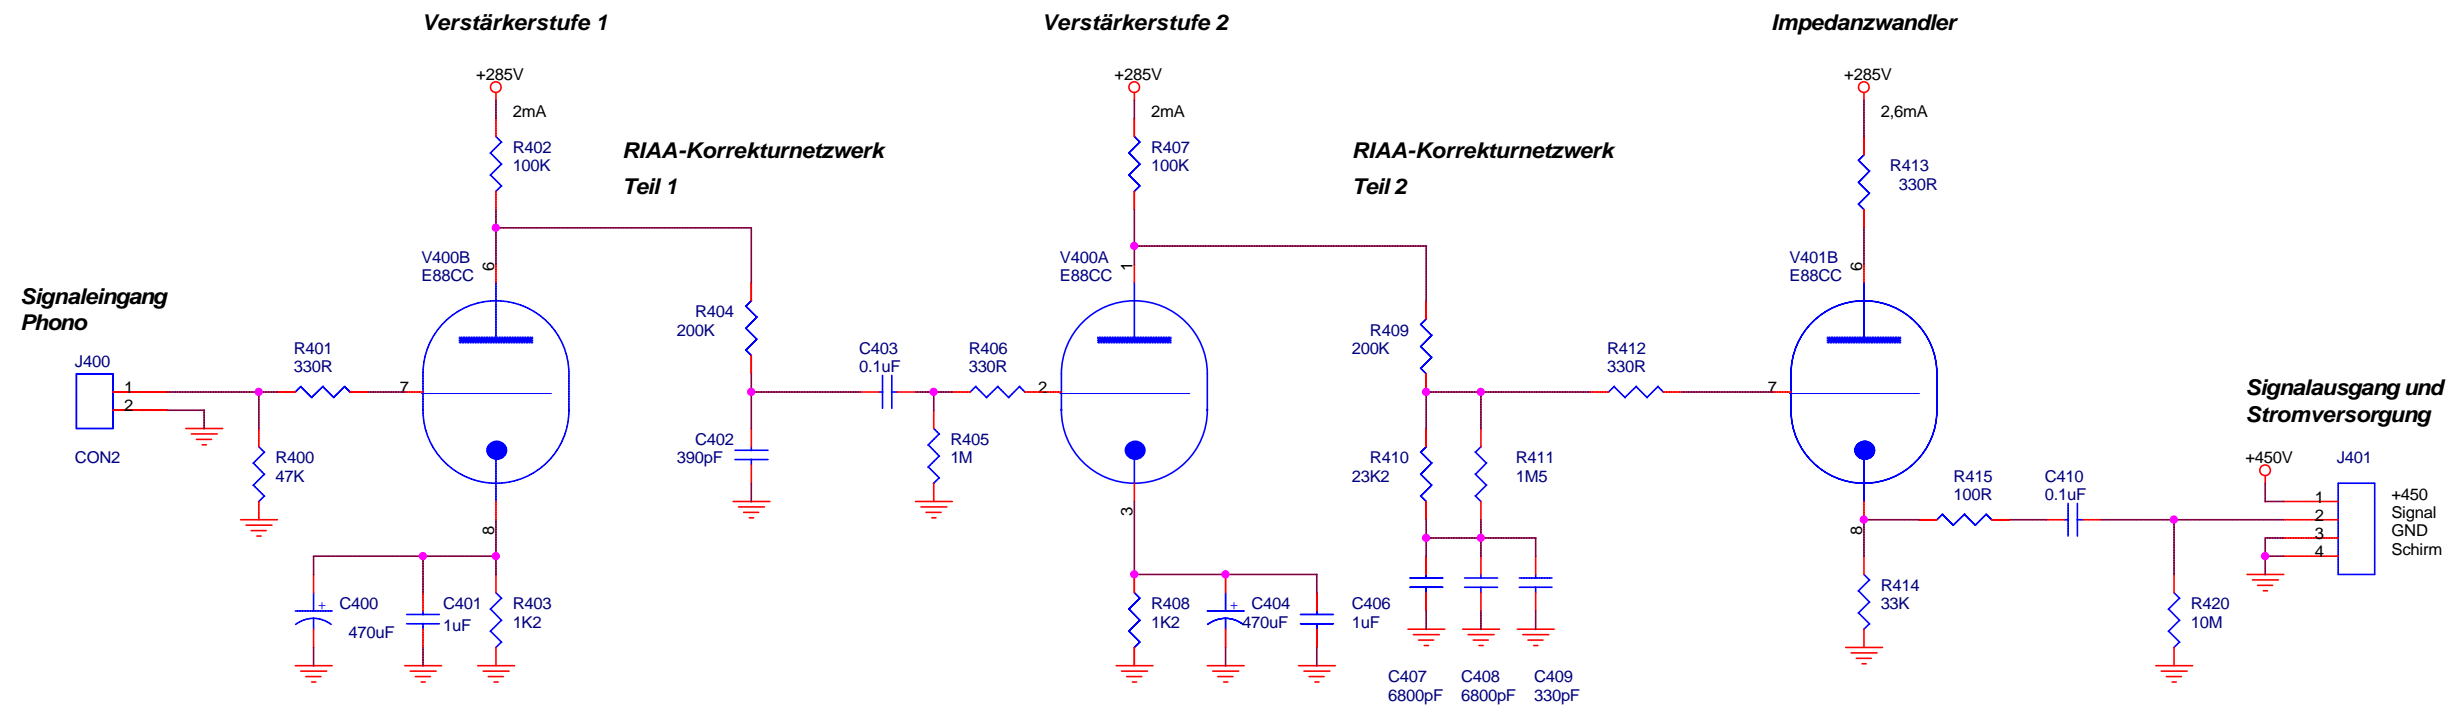 Verstärkerstufe 1
Verstärkerstufe 2
Impedanzwandler
+285V
2mA
R402
100K
RIAA-Korrekturnetzwerk
Teil 1
+285V
2mA
R407
100K
RIAA-Korrekturnetzwerk
Teil 2
+285V
2,6mA
R413
330R
Signaleingang
Phono
J400
1
2
CON2
R401
330R
R400
47K
V400B
E88CC
6
7
8
C400
+
470uF
C401
1uF
R403
1K2
R404
200K
C402
390pF
C403
0.1uF
R405
1M
R406
330R
V400A
E88CC
1
2
3
R408
1K2
C404
+
470uF
C406
1uF
R409
200K
R410
23K2
R411
1M5
C407
6800pF
C408
6800pF
C409
330pF
R412
330R
V401B
E88CC
6
7
8
R414
33K
R415
100R
C410
0.1uF
R420
10M
Signalausgang und
Stromversorgung
+450V
J401
1
2
3
4
+450
Signal
GND
Schirm